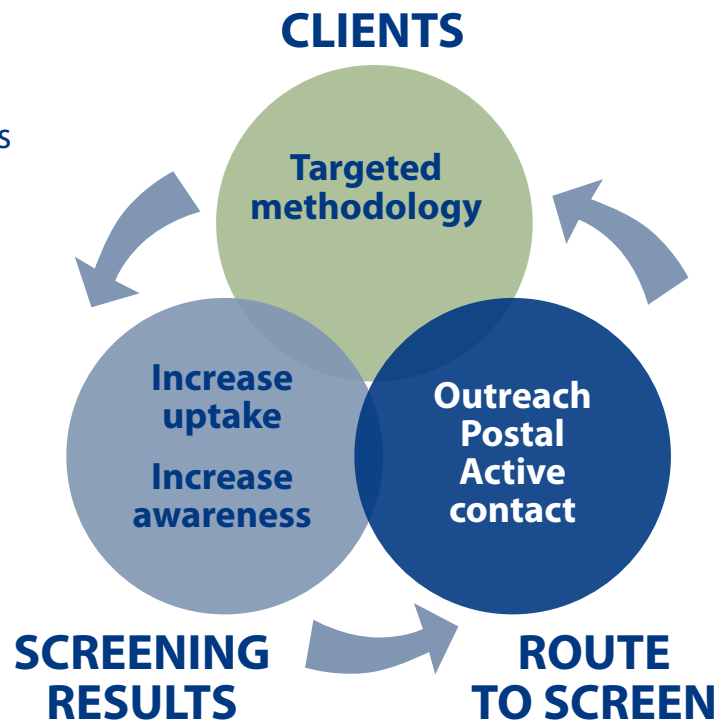 CLIENTS
s
Targeted
methodology
Increase
uptake
Increase
awareness
Outreach
Postal
Active
contact
SCREENING
RESULTS
ROUTE
TO SCREEN